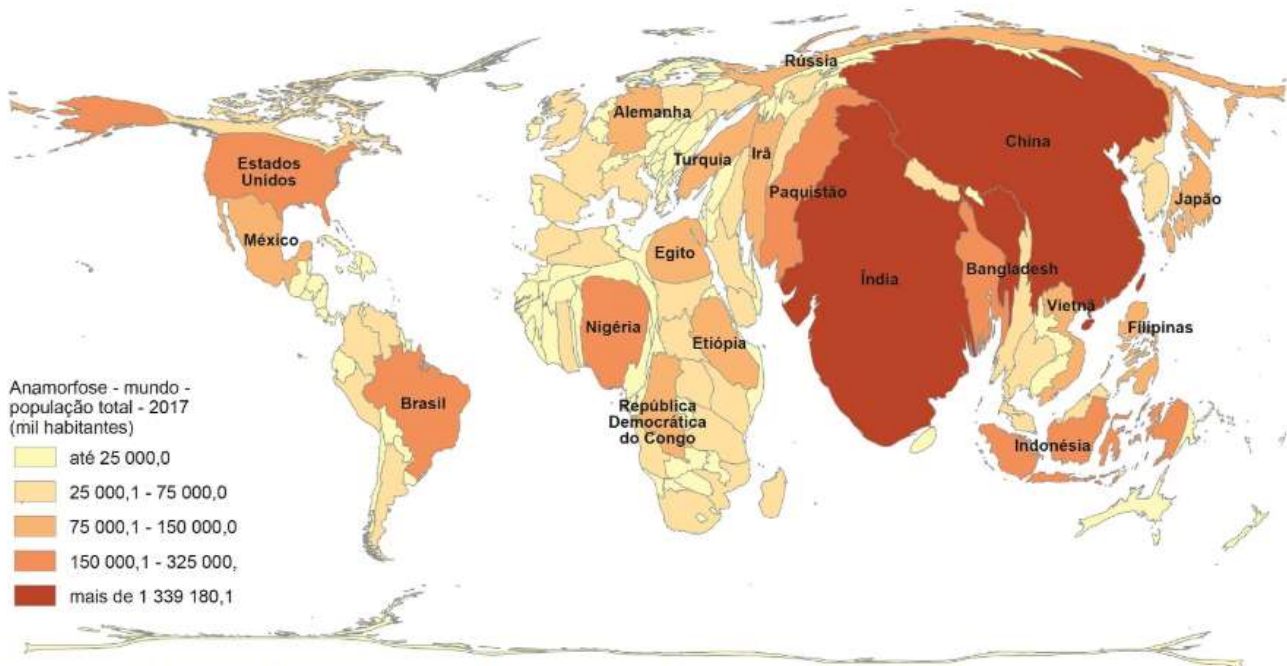 Rússia
Alemanha
China
Estados
Unidos
Turquia
Irã
Paquistão
Japão
México
Egito
Índia
Bangladesh
Vietnã
Nigéria
Etiópia
Filipinas
Anamorfose - mundo -
população total - 2017
(mil habitantes)
Brasil
República
Democrática
do Congo
Indonésia
até 25 000,0
25 000,1 - 75 000,0
75 000,1 - 150 000,0
150 000,1 - 325 000,
mais de 1 339 180,1